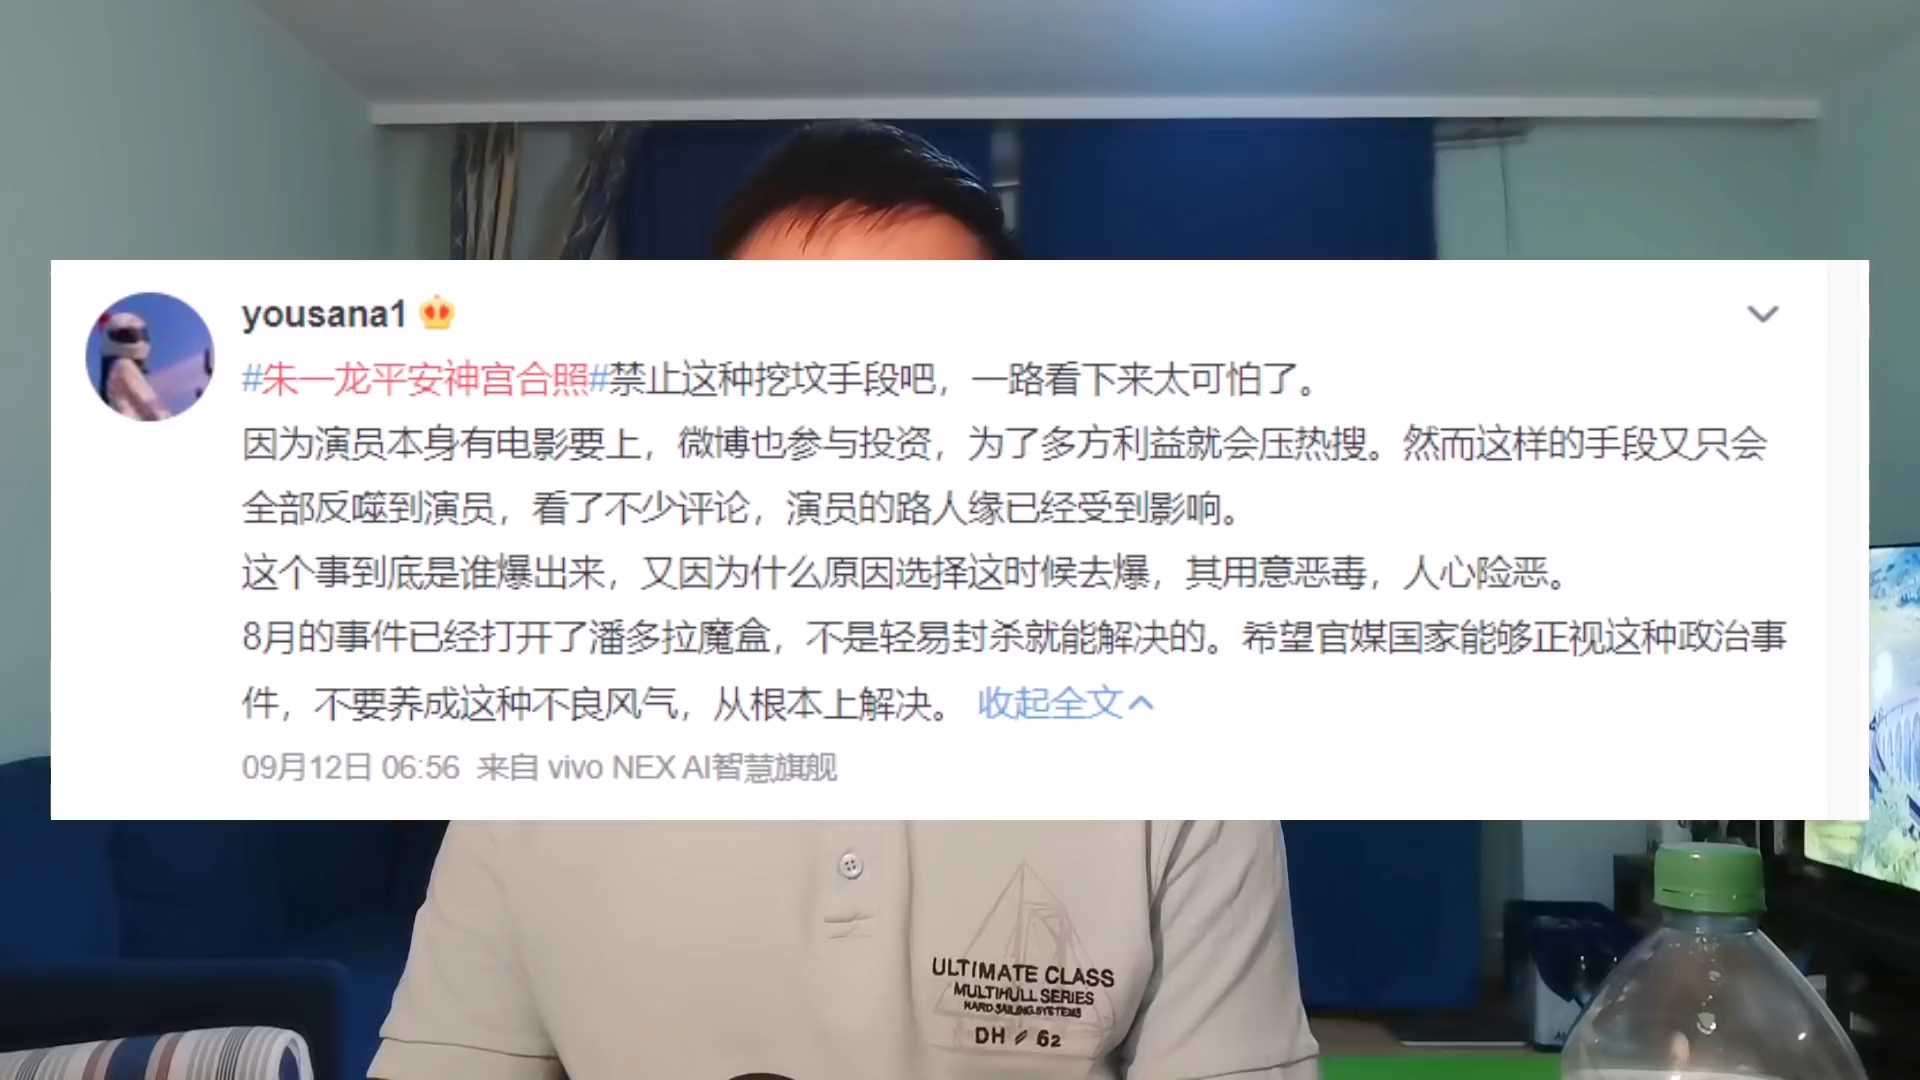 yousana1
#朱一龙平安神宫合照#禁止这种挖坟手段吧，一路看下来太可怕了。
因为演员本身有电影要上，微博也参与投资，为了多方利益就会压热搜。然而这样的手段又只会
全部反噬到演员，看了不少评论，演员的路人缘已经受到影响。
这个事到底是谁爆出来，又因为什么原因选择这时候去爆，其用意恶毒，人心险恶。
8月的事件已经打开了潘多拉魔盒，不是轻易封杀就能解决的。希望官媒国家能够正视这种政治事
件，不要养成这种不良风气，从根本上解决。 收起全文
09月12日 06:56 来自 vivo NEX AI智慧旗舰
ULTIMATE CLASS
MULTIHULL SERIES
HARD SAILING SYSTEMS
DH 62